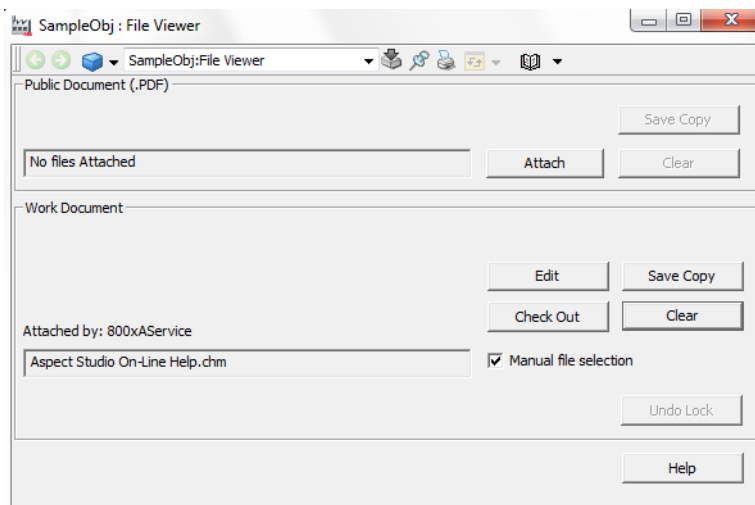 SampleObj : File Viewer
SampleObj:File Viewer
Public Document (.PDF)
Save Copy
No files Attached
Attach
Clear
Work Document
Edit
Save Copy
Check Out
Clear
Attached by: 800xAService
Aspect Studio On-Line Help.chm
Manual file selection
Undo Lock
Help